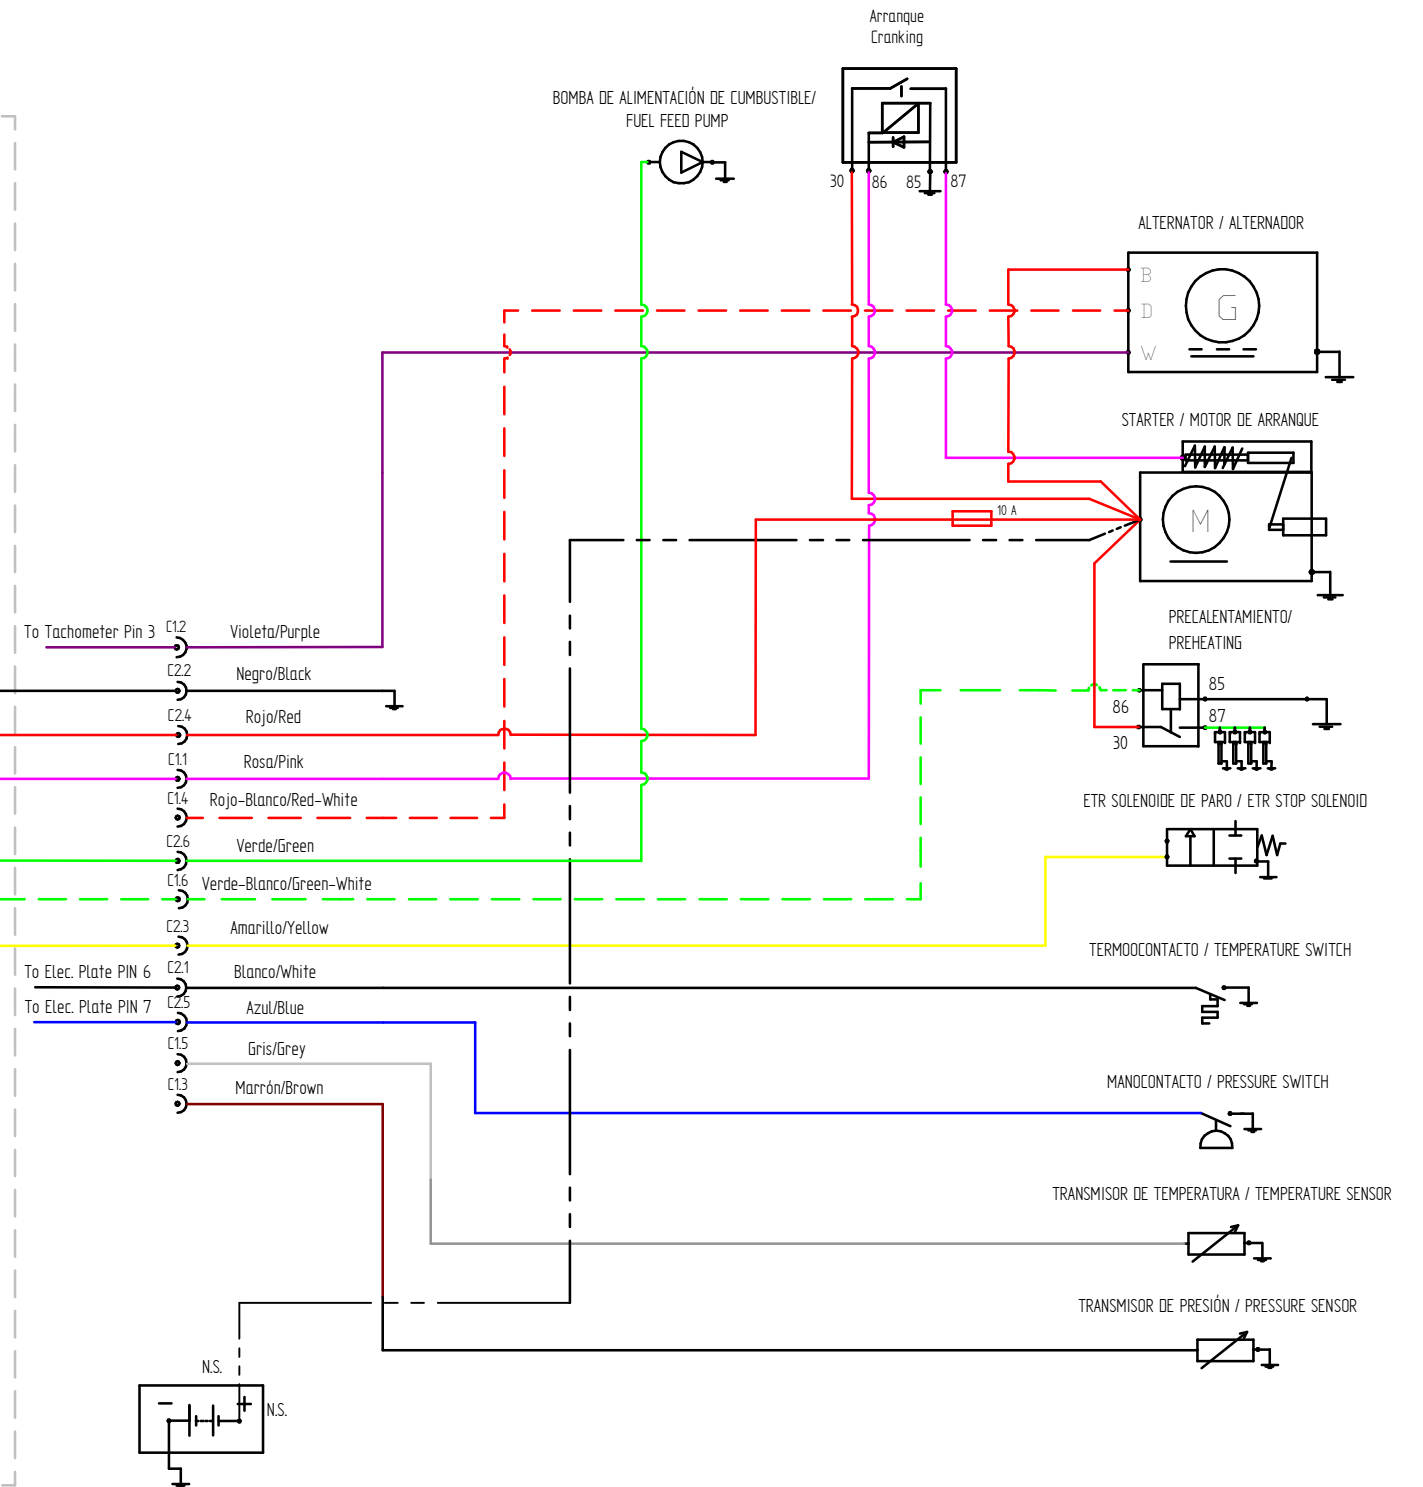 Arranque
Cranking
BOMBA DE ALIMENTACIÓN DE CUMBUSTIBLE/
FUEL FEED PUMP
30
86
85
87
ALTERNATOR / ALTERNADOR
B
D
W
G
STARTER / MOTOR DE ARRANQUE
10 A
M
PRECALENTAMIENTO/
PREHEATING
86
30
85
87
To Tachometer Pin 3
C1.2
Violeta/Purple
C2.2
Negro/Black
C2.4
Rojo/Red
C1.1
Rosa/Pink
C1.4
Rojo-Blanco/Red-White
C2.6
Verde/Green
C1.6
Verde-Blanco/Green-White
C2.3
Amarillo/Yellow
To Elec. Plate PIN 6
C2.1
Blanco/White
To Elec. Plate PIN 7
C2.5
Azul/Blue
C1.5
Gris/Grey
C1.3
Marrón/Brown
ETR SOLENOIDE DE PARO / ETR STOP SOLENOID
TERMOOCONTACTO / TEMPERATURE SWITCH
MANOCONTACTO / PRESSURE SWITCH
TRANSMISOR DE TEMPERATURA / TEMPERATURE SENSOR
TRANSMISOR DE PRESIÓN / PRESSURE SENSOR
N.S.
- +
N.S.